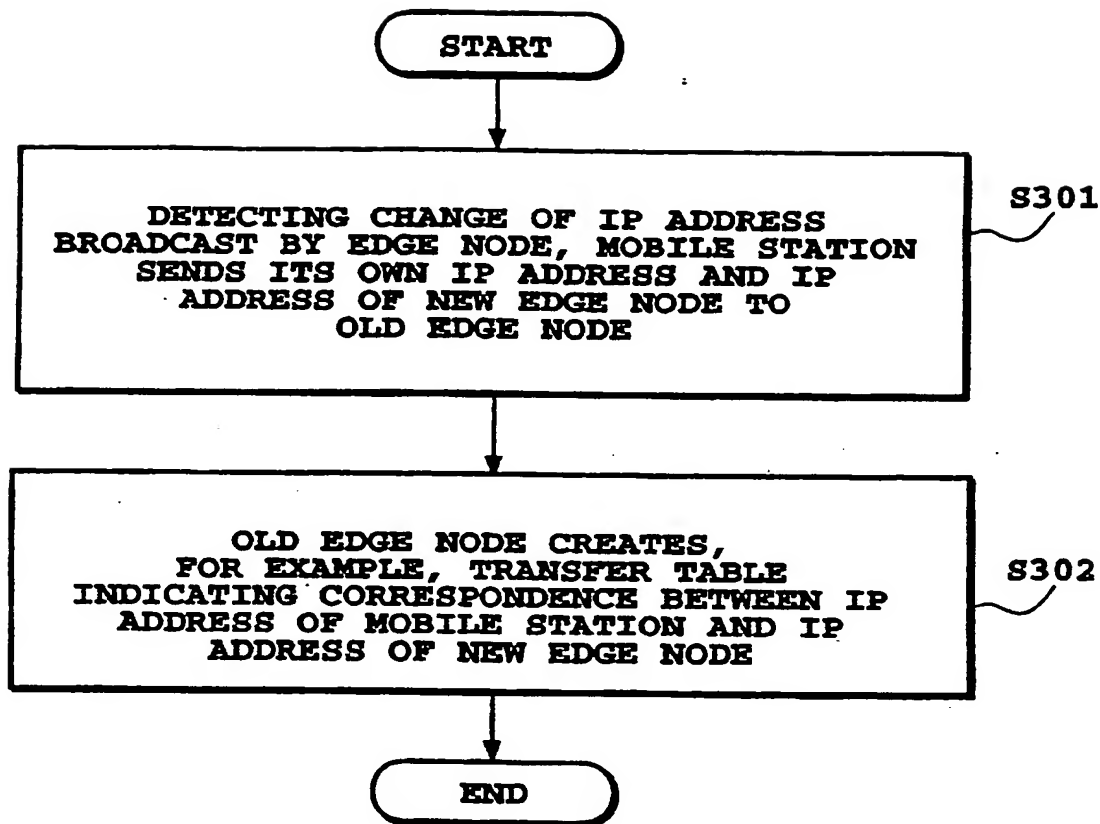 START
DETECTING CHANGE OF IP ADDRESS
BROADCAST BY EDGE NODE, MOBILE STATION
SENDS ITS OWN IP ADDRESS AND IP
ADDRESS OF NEW EDGE NODE TO
OLD EDGE NODE
S301
OLD EDGE NODE CREATES,
FOR EXAMPLE, TRANSFER TABLE
INDICATING CORRESPONDENCE BETWEEN IP
ADDRESS OF MOBILE STATION AND IP
ADDRESS OF NEW EDGE NODE
S302
END